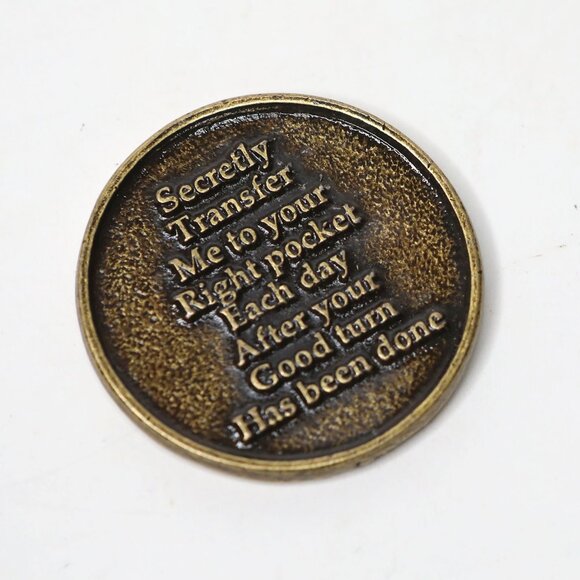 Secretly
Transfer
Me to your
Right pocket
Each day
After your
Good turn
Has been done